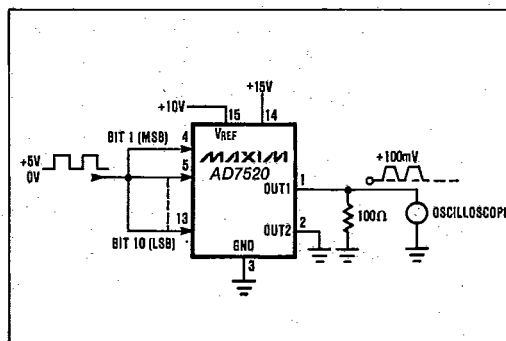 +15V
+10V
15
14
BIT 1 (MSB)
4
VREF
+5V
0V
5
MAXIM
AD7520
+100mV
OUT1
1
13
100Ω
OSCILLOSCOPE
BIT 10 (LSB)
OUT2
2
GND
3